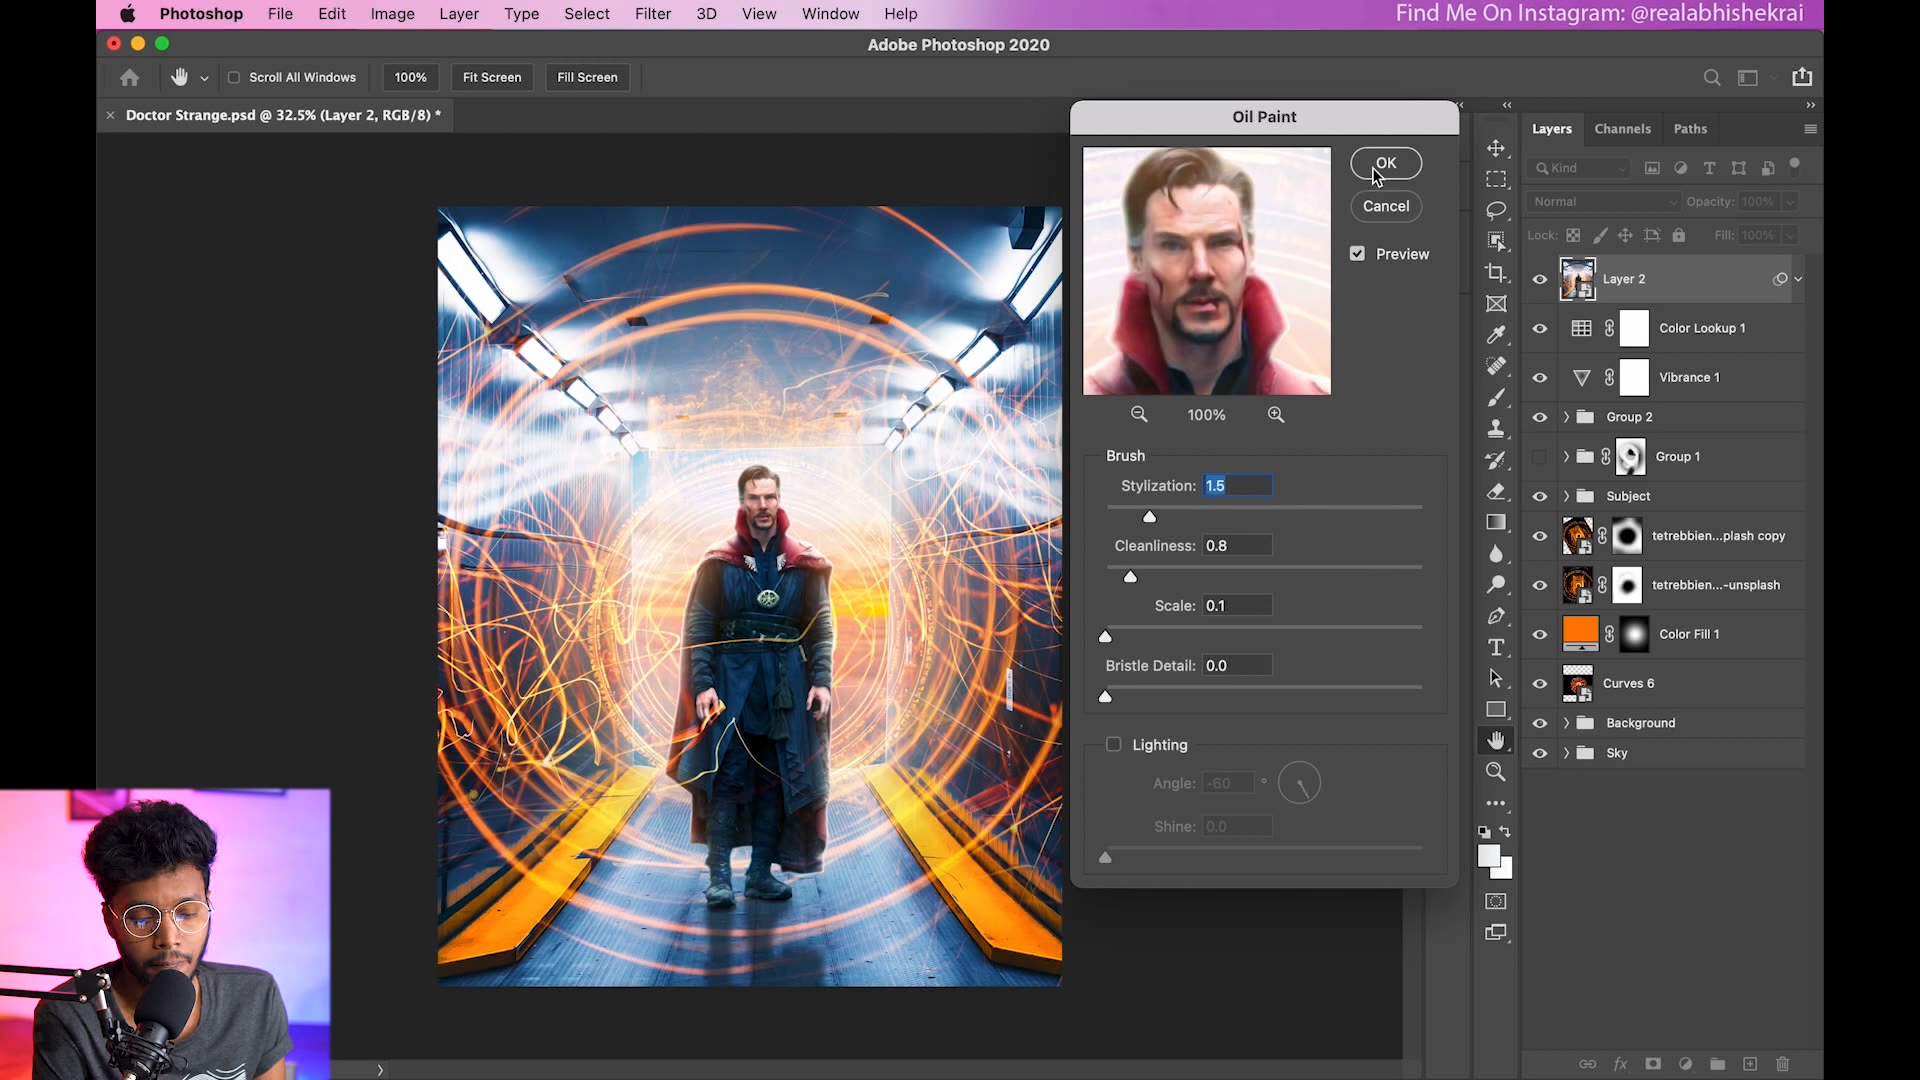 Photoshop File Edit Image Layer Type Select Filter 3D View Window Help
Find Me On Instagram: @realabhishekrai
Adobe Photoshop 2020
Scroll All Windows 100% Fit Screen Fill Screen
Doctor Strange.psd @ 32.5% (Layer 2, RGB/8) *
Oil Paint
OK
Cancel
Preview
100%
Brush
Stylization: 1.5
Cleanliness: 0.8
Scale: 0.1
Bristle Detail: 0.0
Lighting
Angle: -60 °
Shine: 0.0
Layers Channels Paths
Kind
Normal Opacity: 100%
Lock: Fill: 100%
Layer 2
Color Lookup 1
Vibrance 1
Group 2
Group 1
Subject
tetrebbien...plash copy
tetrebbien...-unsplash
Color Fill 1
Curves 6
Background
Sky
fx